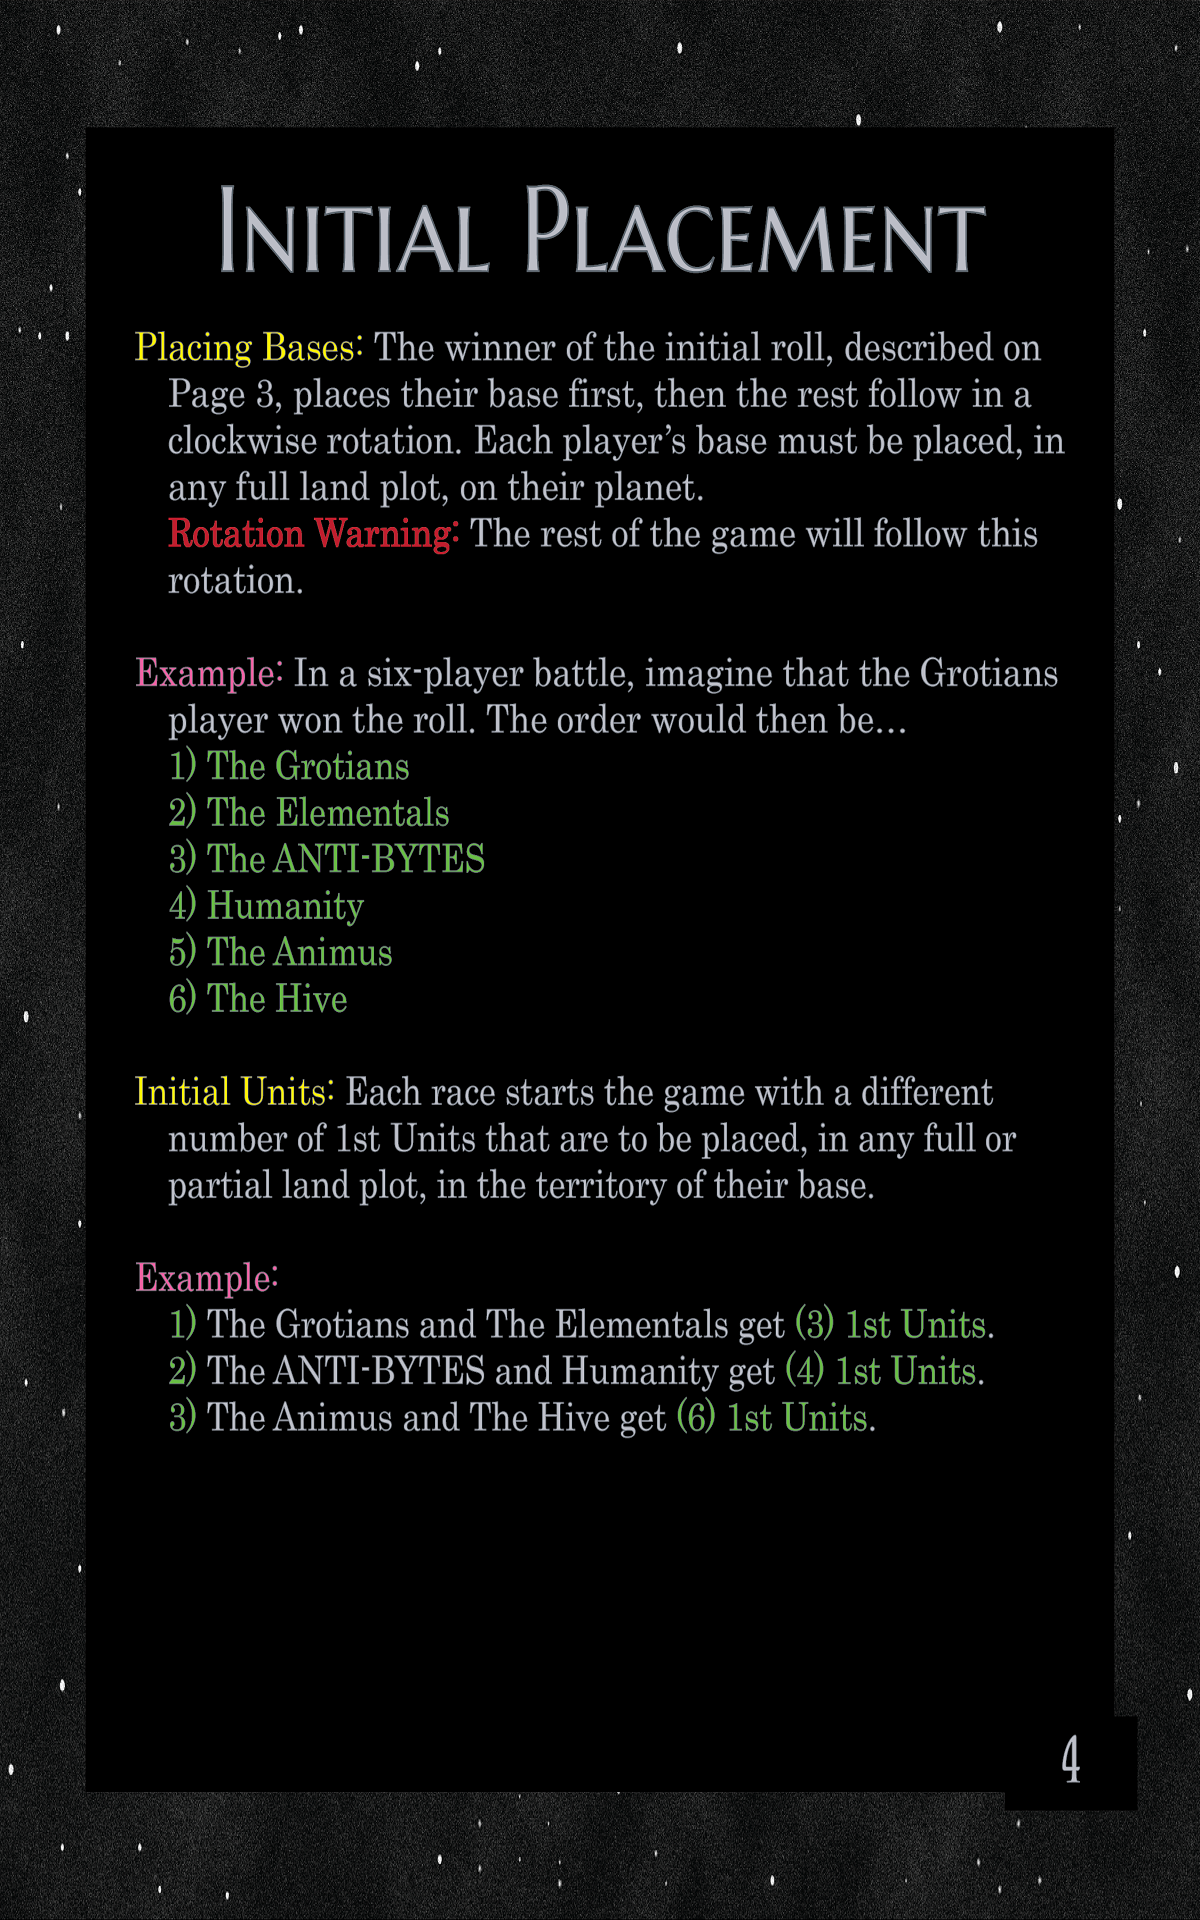 Initial Placement
Placing Bases: The winner of the initial roll, described on
Page 3, places their base first, then the rest follow in a
clockwise rotation. Each player’s base must be placed, in
any full land plot, on their planet.
Rotation Warning: The rest of the game will follow this
rotation.
Example: In a six-player battle, imagine that the Grotians
player won the roll. The order would then be…
1) The Grotians
2) The Elementals
3) The ANTI-BYTES
4) Humanity
5) The Animus
6) The Hive
Initial Units: Each race starts the game with a different
number of 1st Units that are to be placed, in any full or
partial land plot, in the territory of their base.
Example:
1) The Grotians and The Elementals get (3) 1st Units.
2) The ANTI-BYTES and Humanity get (4) 1st Units.
3) The Animus and The Hive get (6) 1st Units.
4